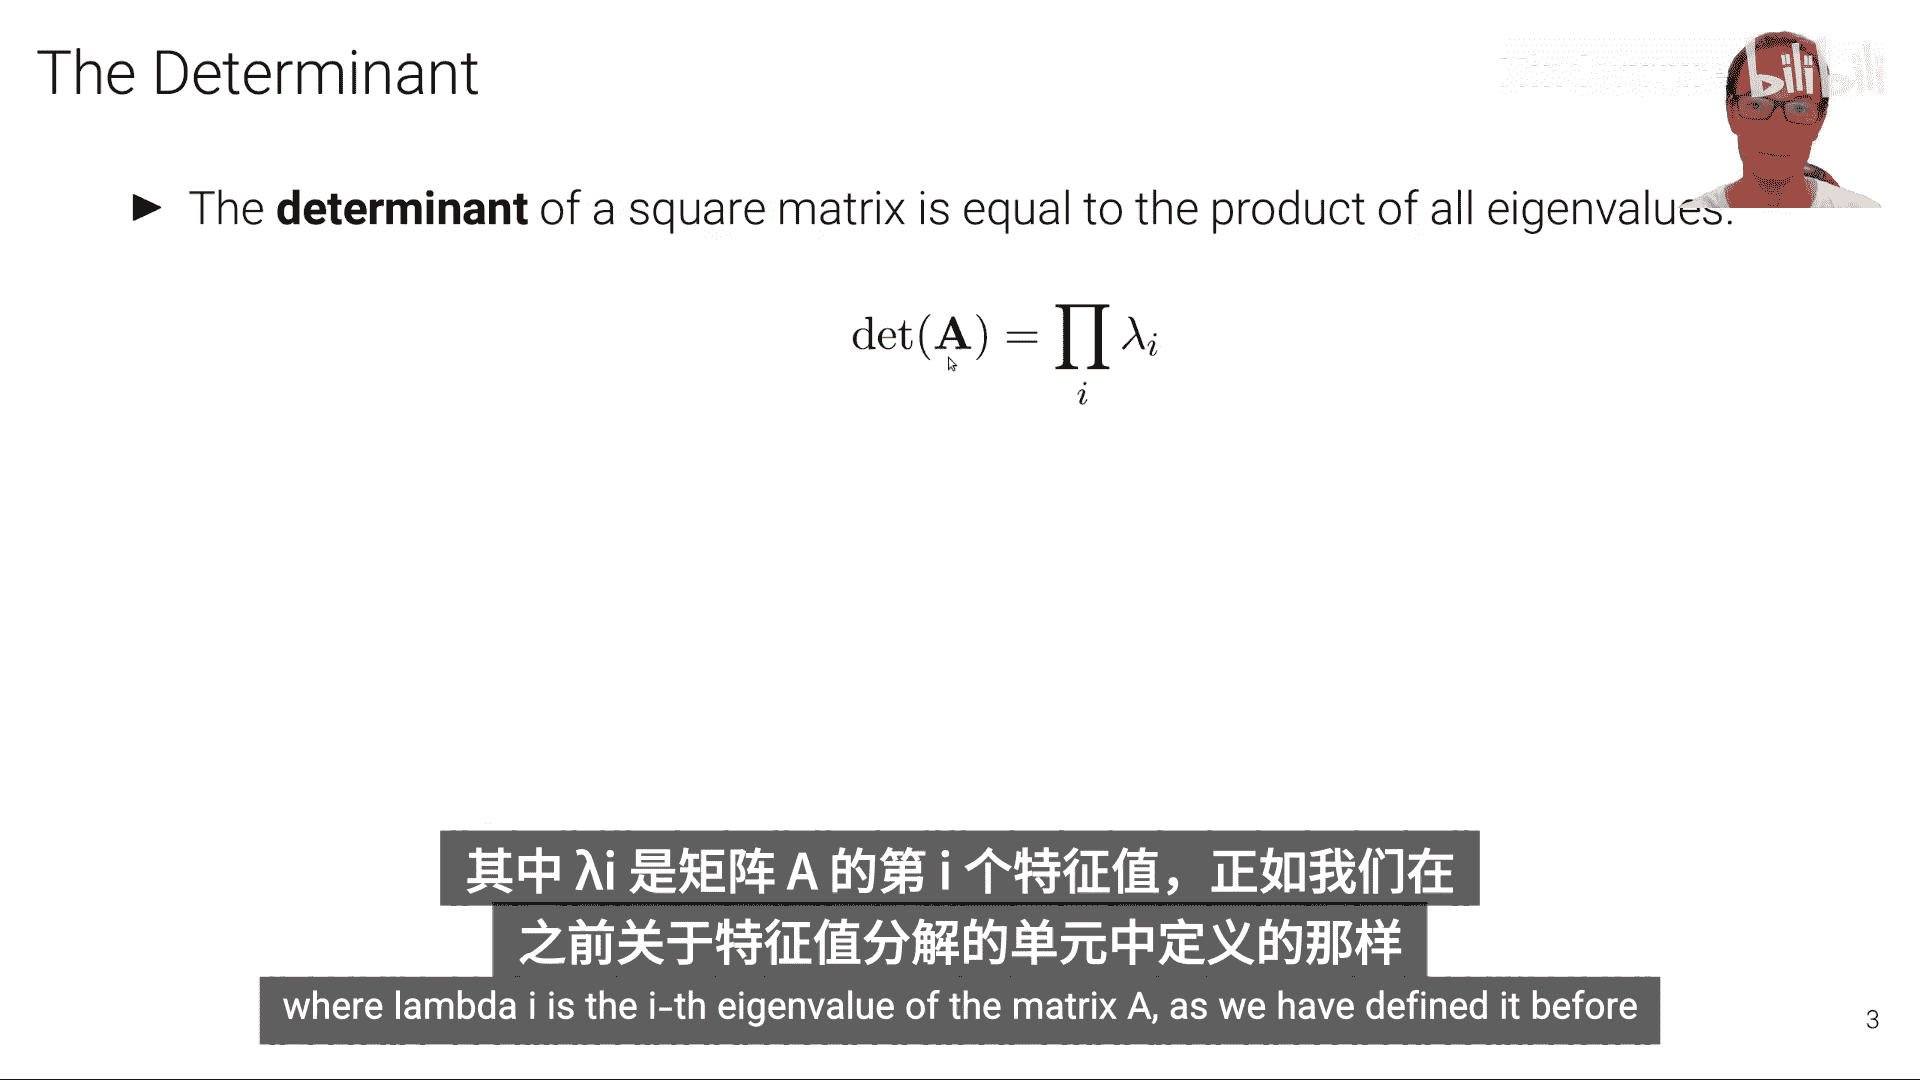 The Determinant
bilibili
► The determinant of a square matrix is equal to the product of all eigenvalues.
det(A) = ∏ λᵢ
i
其中 λi 是矩阵 A 的第 i 个特征值，正如我们在
之前关于特征值分解的单元中定义的那样
where lambda i is the i-th eigenvalue of the matrix A, as we have defined it before
3